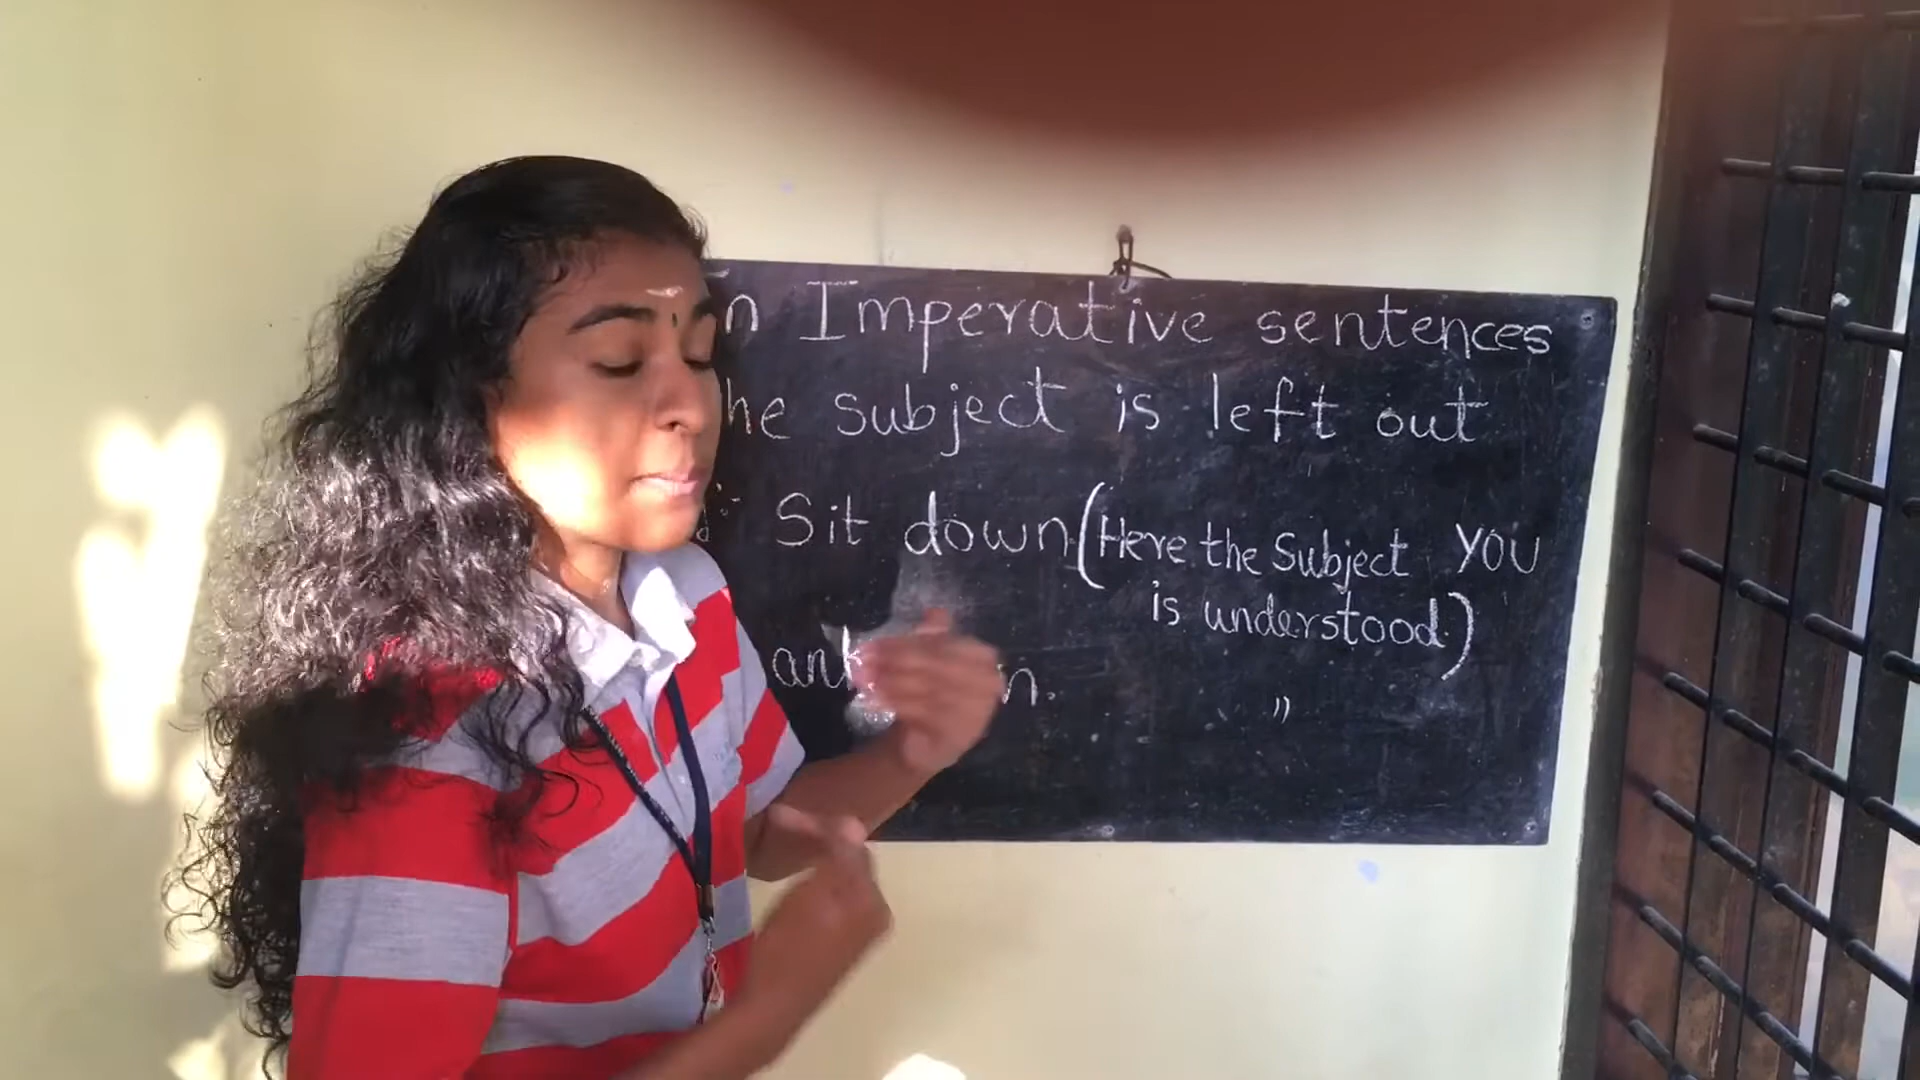 n Imperative sentences
he subject is left out
Sit down (Here the Subject YOU
is understood)
"